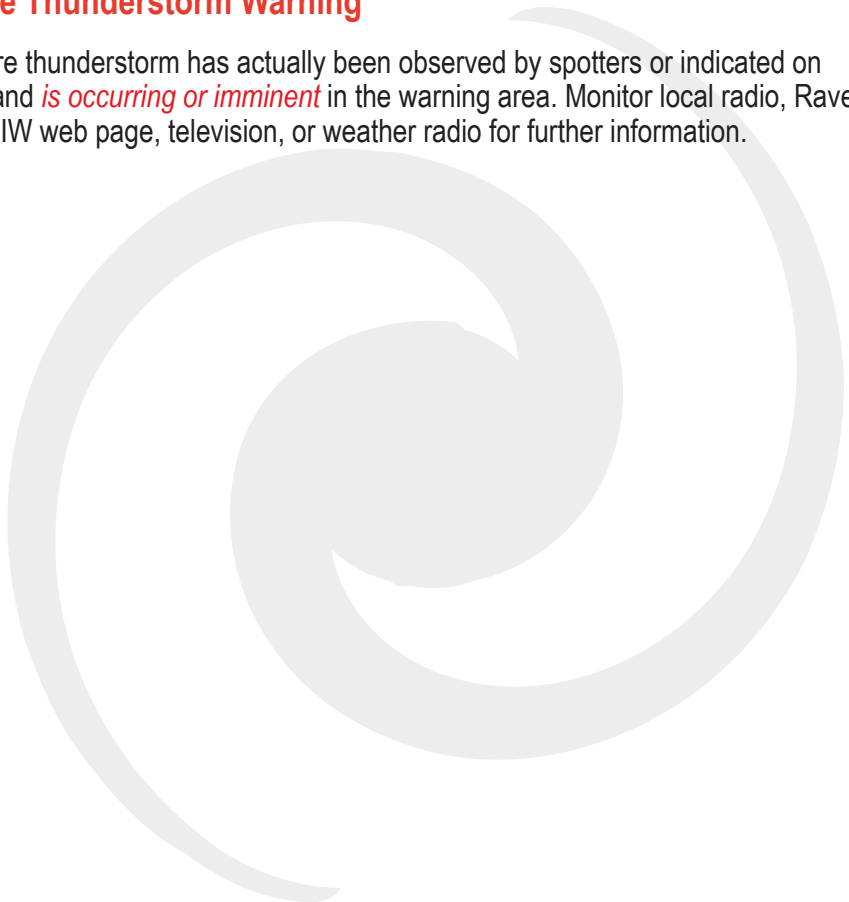 e Thunderstorm Warning
re thunderstorm has actually been observed by spotters or indicated on
and is occurring or imminent in the warning area. Monitor local radio, Rave
IW web page, television, or weather radio for further information.